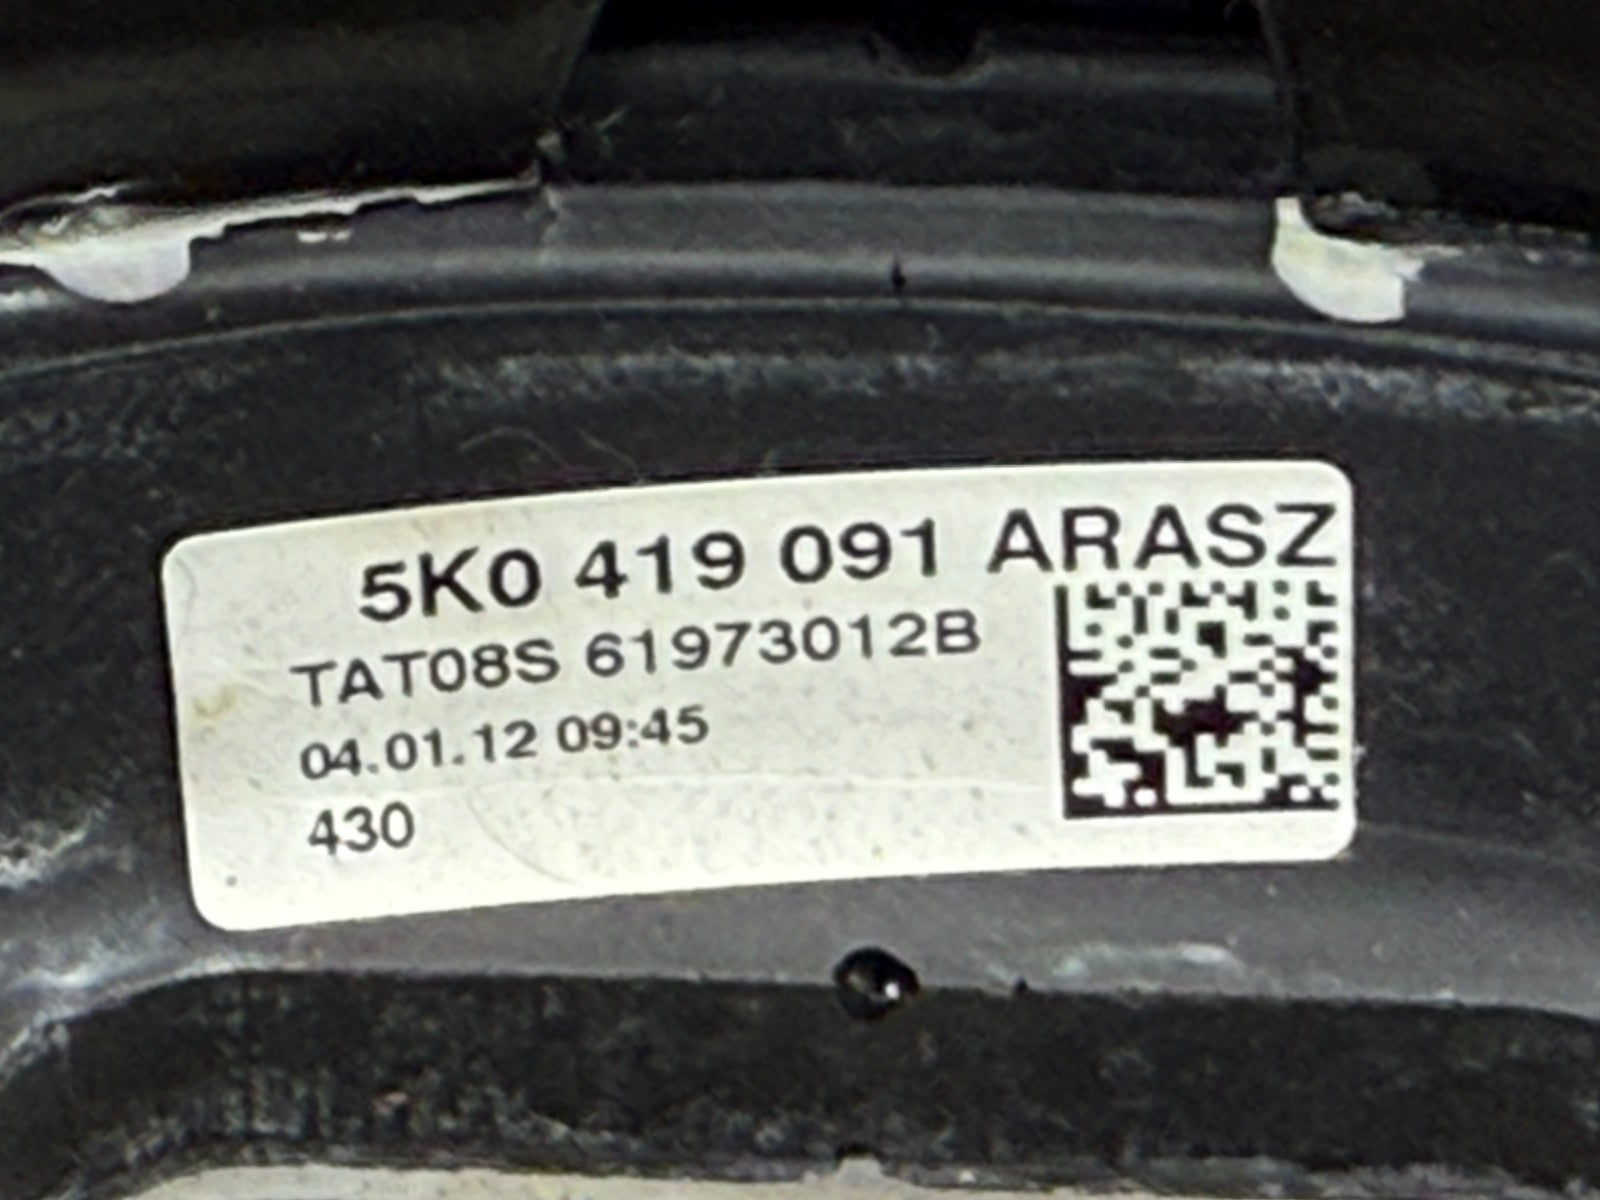 5K0 419 091 ARASZ
TAT08S 61973012B
04.01.12 09:45
430